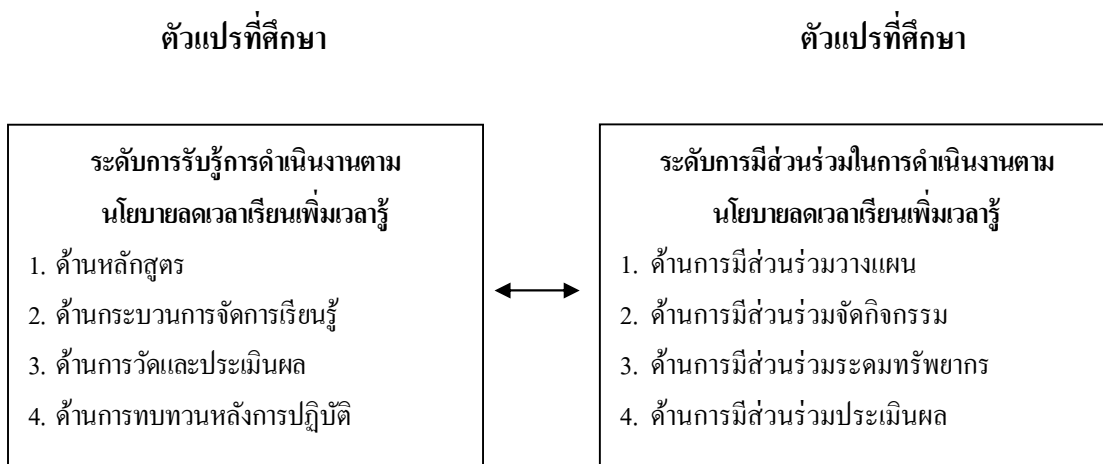 ตัวแปรที่ศึกษา
ตัวแปรที่ศึกษา
ระดับการรับรู้การดำเนินงานตาม
นโยบายลดเวลาเรียนเพิ่มเวลารู้
1. ด้านหลักสูตร
2. ด้านกระบวนการจัดการเรียนรู้
3. ด้านการวัดและประเมินผล
4. ด้านการทบทวนหลังการปฏิบัติ
ระดับการมีส่วนร่วมในการดำเนินงานตาม
นโยบายลดเวลาเรียนเพิ่มเวลารู้
1. ด้านการมีส่วนร่วมวางแผน
2. ด้านการมีส่วนร่วมจัดกิจกรรม
3. ด้านการมีส่วนร่วมระดมทรัพยากร
4. ด้านการมีส่วนร่วมประเมินผล